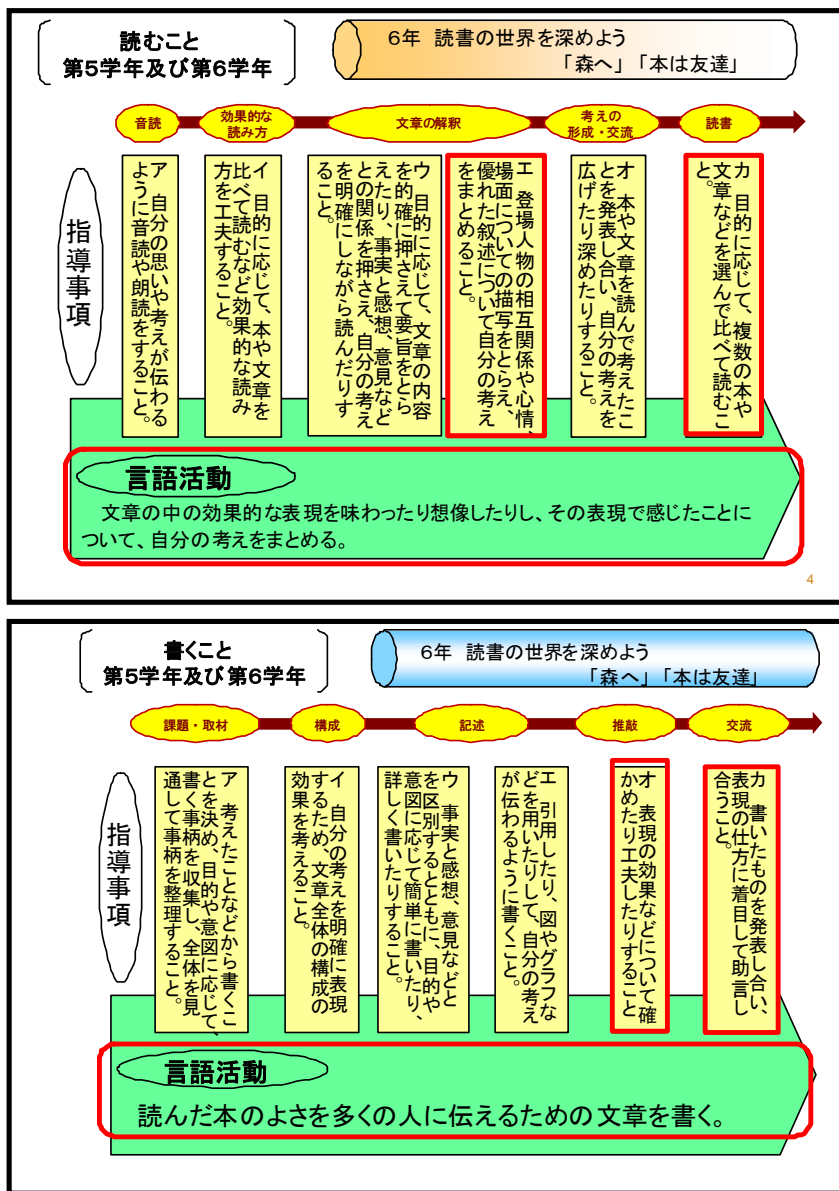 読むこと
第5学年及び第6学年
6年 読書の世界を深めよう
「森へ」「本は友達」
音読
効果的な
読み方
文章の解釈
考えの
形成・交流
読書
指導事項
ア 自分の思いや考えが伝わる
ように音読や朗読をすること。
イ 目的に応じて、本や文章を
比べて読むなど効果的な読み
方を工夫すること。
ウ 目的に応じて、文章の内容
を的確に押さえて要旨をとら
えたり、事実と感想、意見など
との関係を押さえ、自分の考え
を明確にしながら読んだりす
ること。
エ 登場人物の相互関係や心情、
場面についての描写をとらえ、
優れた叙述について自分の考え
をまとめること。
オ 本や文章を読んで考えたこ
とを発表し合い、自分の考えを
広げたり深めたりすること。
カ 目的に応じて、複数の本や
文章などを選んで比べて読むこ
と。
言語活動
文章の中の効果的な表現を味わったり想像したりし、その表現で感じたことに
ついて、自分の考えをまとめる。
4
書くこと
第5学年及び第6学年
6年 読書の世界を深めよう
「森へ」「本は友達」
課題・取材
構成
記述
推敲
交流
指導事項
ア 考えたことなどから書くこ
とを決め、目的や意図に応じて、
書く事柄を収集し、全体を見
通して事柄を整理すること。
イ 自分の考えを明確に表現
するため、文章全体の構成の
効果を考えること。
ウ 事実と感想、意見などと
を区別するとともに、目的や
意図に応じて簡単に書いたり、
詳しく書いたりすること。
エ 引用したり、図やグラフな
どを用いたりして、自分の考え
が伝わるように書くこと。
オ 表現の効果などについて確
かめたり工夫したりすること
カ 書いたものを発表し合い、
表現の仕方に着目して助言し
合うこと。
言語活動
読んだ本のよさを多くの人に伝えるための文章を書く。